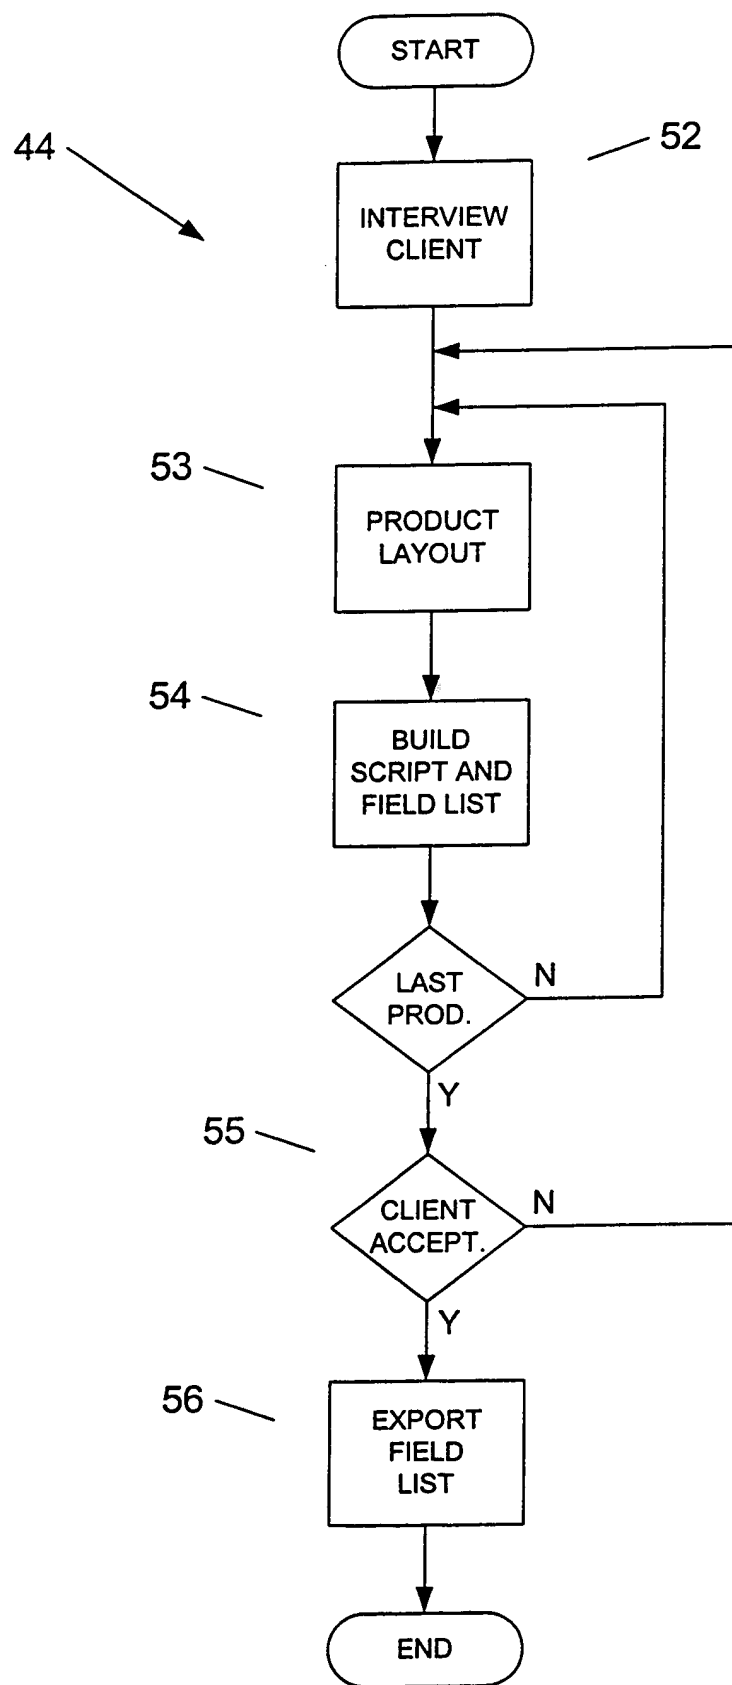 START
44
52
INTERVIEW
CLIENT
53
PRODUCT
LAYOUT
54
BUILD
SCRIPT AND
FIELD LIST
LAST
PROD.
N
Y
55
CLIENT
ACCEPT.
N
Y
56
EXPORT
FIELD
LIST
END